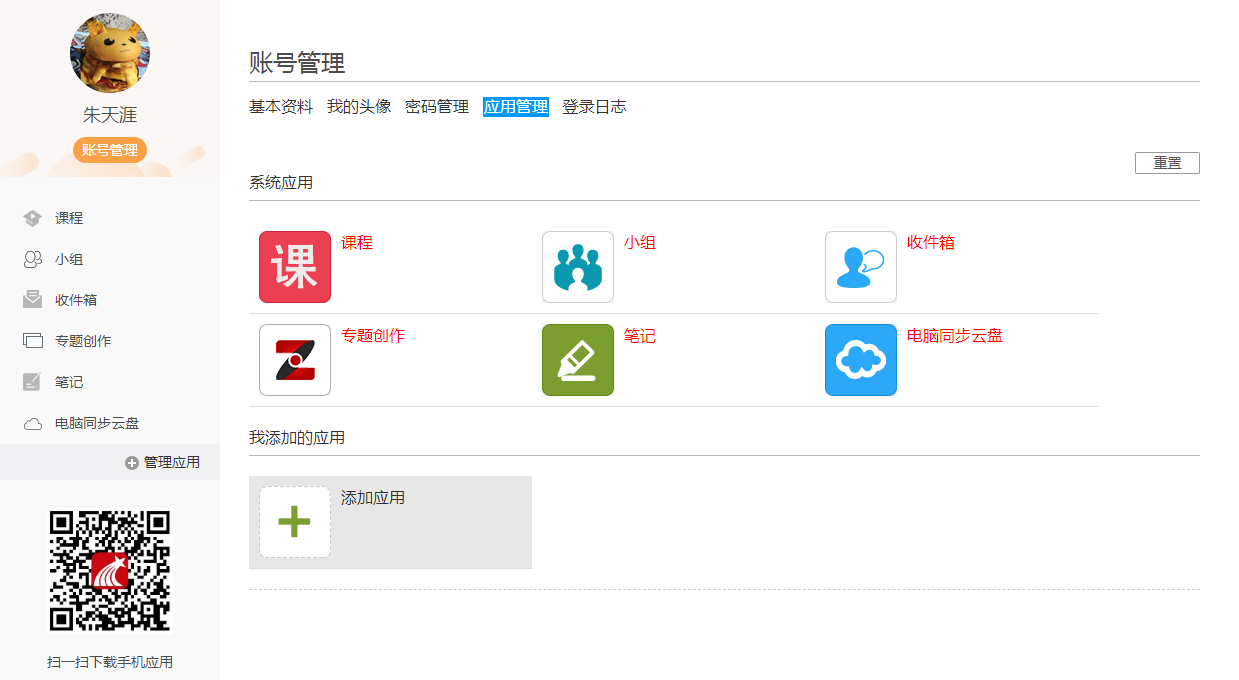 朱天涯
账号管理
课程
小组
收件箱
专题创作
笔记
电脑同步云盘
管理应用
扫一扫下载手机应用
账号管理
基本资料 我的头像 密码管理 应用管理 登录日志
重置
系统应用
课
课程
小组
收件箱
专题创作
笔记
电脑同步云盘
我添加的应用
添加应用